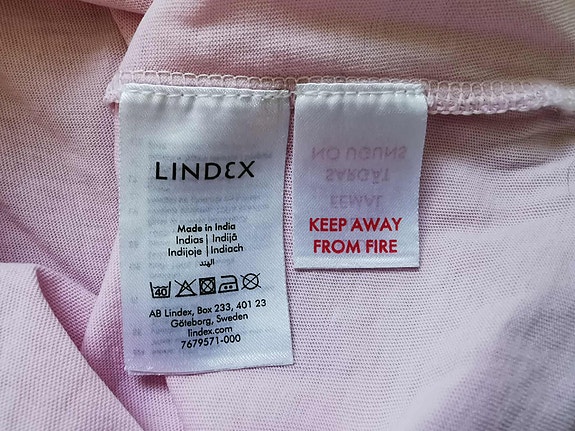 LINDEX
Made in India
Indias | Indijā
Indijoje | Indiach
الهند
40
AB Lindex, Box 233, 401 23
Göteborg, Sweden
lindex.com
7679571-000
KEEP AWAY
FROM FIRE